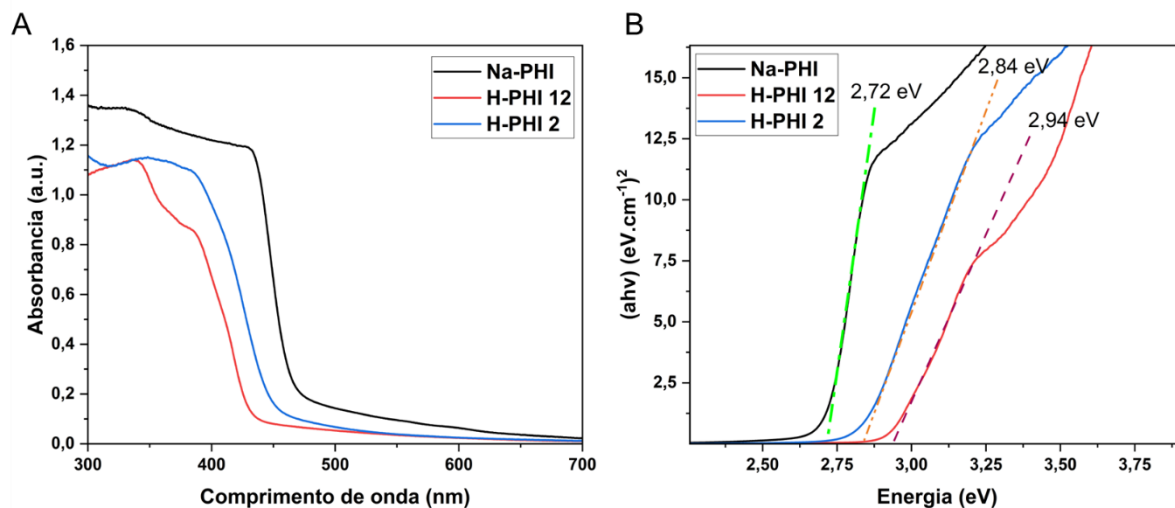 A
Absorbancia (a.u.)
1,6
1,4
1,2
1,0
0,8
0,6
0,4
0,2
0,0
Na-PHI
H-PHI 12
H-PHI 2
300
400
500
600
700
Comprimento de onda (nm)
B
(ahv) (eV.cm⁻¹)²
15,0
12,5
10,0
7,5
5,0
2,5
Na-PHI
H-PHI 12
H-PHI 2
2,72 eV
2,84 eV
2,94 eV
2,50
2,75
3,00
3,25
3,50
3,75
Energia (eV)